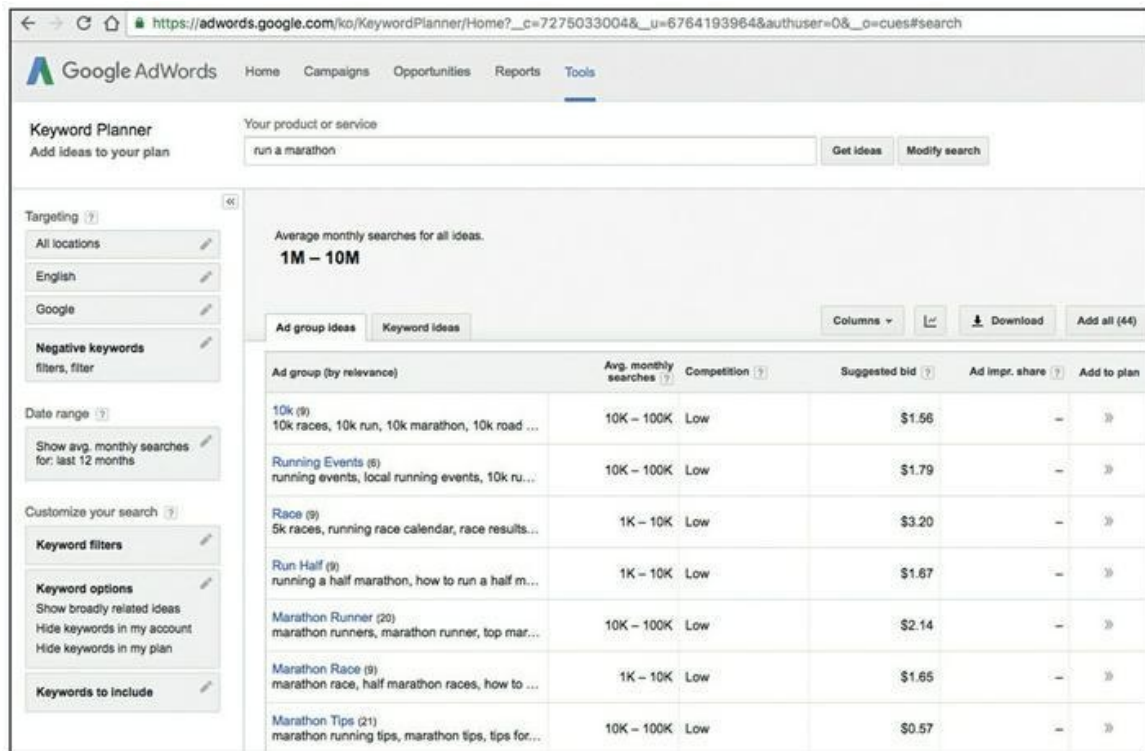 https://adwords.google.com/ko/KeywordPlanner/Home?__c=7275033004&__u=6764193964&authuser=0&__o=cues#search
Google AdWords Home Campaigns Opportunities Reports Tools
Keyword Planner
Add ideas to your plan
Your product or service
run a marathon
Get ideas Modify search
Targeting ?
All locations
English
Google
Negative keywords
filters, filter
Date range ?
Show avg. monthly searches
for: last 12 months
Customize your search ?
Keyword filters
Keyword options
Show broadly related ideas
Hide keywords in my account
Hide keywords in my plan
Keywords to include
Average monthly searches for all ideas.
1M – 10M
Ad group ideas Keyword ideas
Columns Download Add all (44)
Ad group (by relevance) Avg. monthly searches ? Competition ? Suggested bid ? Ad impr. share ? Add to plan
10k (9) 10K – 100K Low $1.56 – »
10k races, 10k run, 10k marathon, 10k road ...
Running Events (6) 10K – 100K Low $1.79 – »
running events, local running events, 10k ru...
Race (9) 1K – 10K Low $3.20 – »
5k races, running race calendar, race results...
Run Half (9) 1K – 10K Low $1.67 – »
running a half marathon, how to run a half m...
Marathon Runner (20) 10K – 100K Low $2.14 – »
marathon runners, marathon runner, top mar...
Marathon Race (9) 1K – 10K Low $1.65 – »
marathon race, half marathon races, how to ...
Marathon Tips (21) 10K – 100K Low $0.57 – »
marathon running tips, marathon tips, tips for...